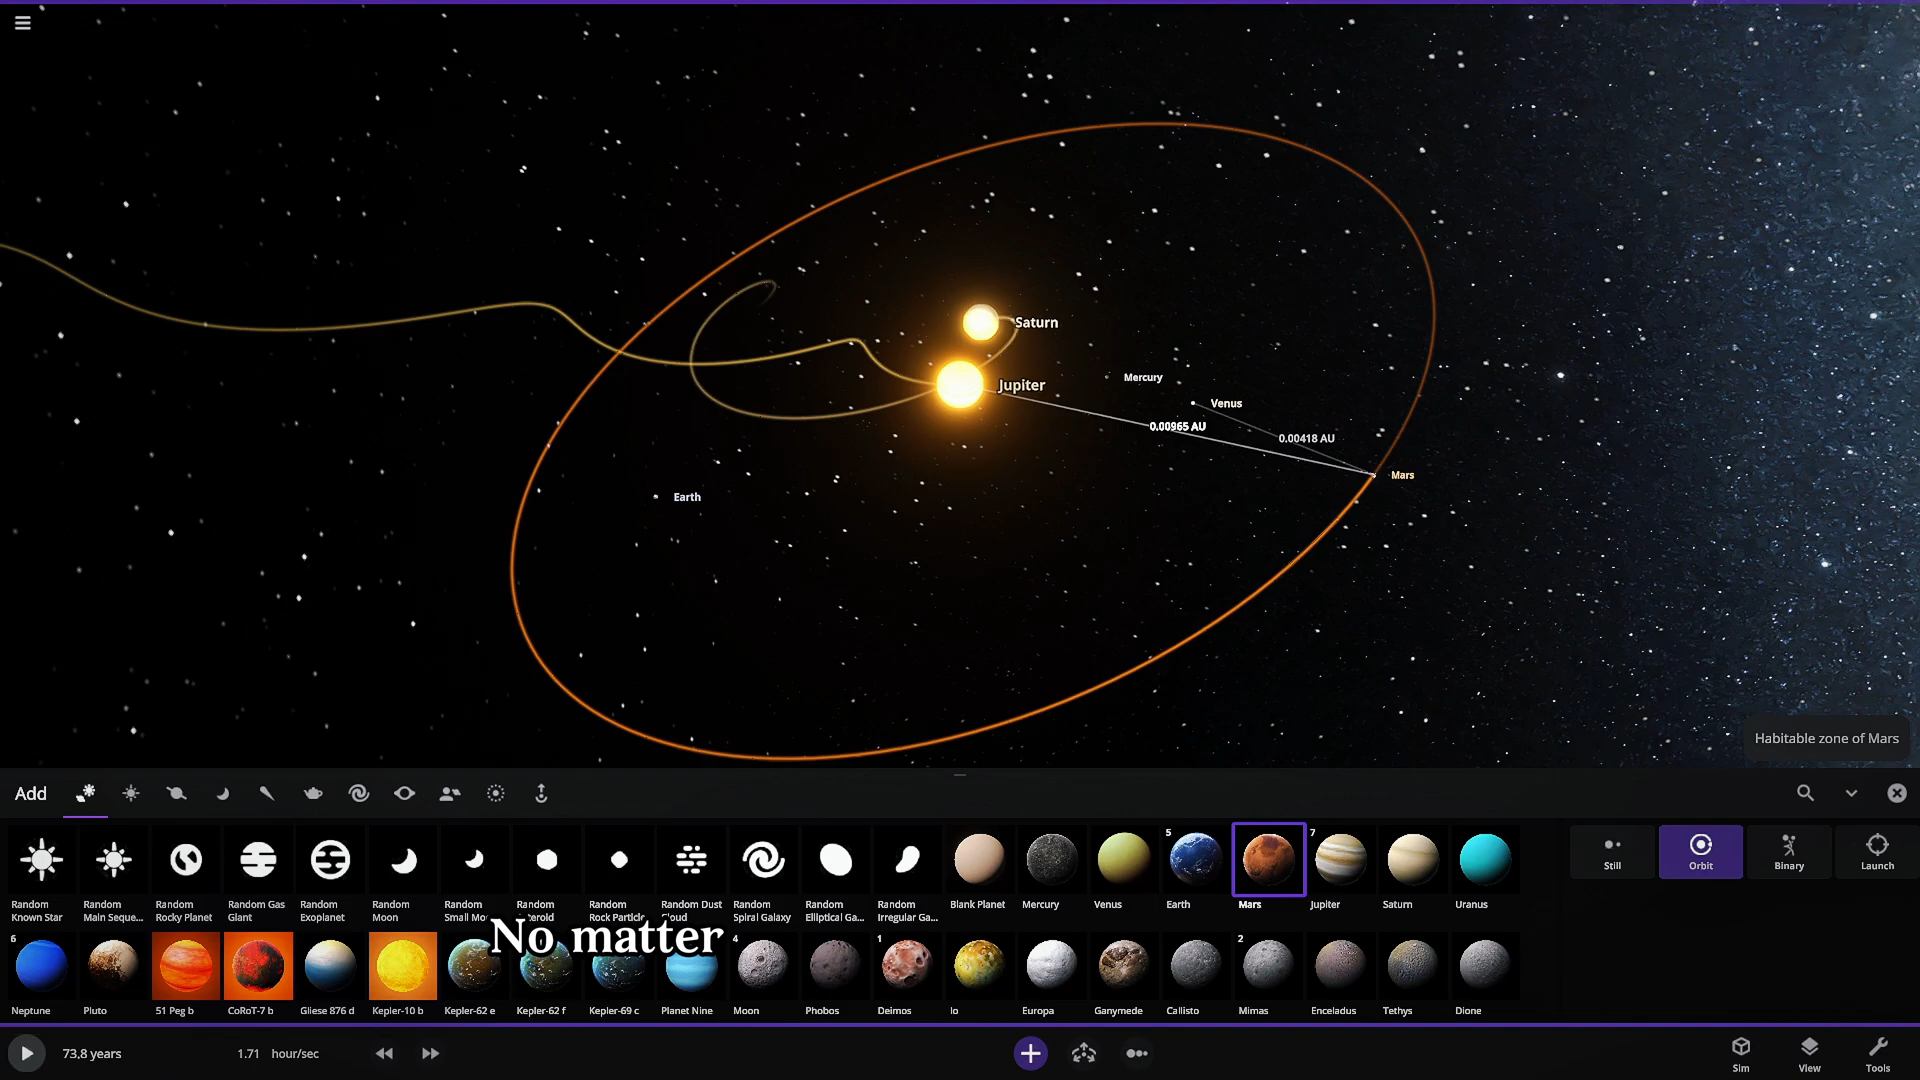 Saturn
Jupiter
Mercury
Venus
0.00965 AU
0.00418 AU
Mars
Earth
Habitable zone of Mars
Add
5
7
Still
Orbit
Binary
Launch
Random Known Star
Random Main Seque...
Random Rocky Planet
Random Gas Giant
Random Exoplanet
Random Moon
Random Small
Random
Random Rock Particle
Random Dust
Random Spiral Galaxy
Random Elliptical Ga...
Random Irregular Ga...
Blank Planet
Mercury
Venus
Earth
Mars
Jupiter
Saturn
Uranus
No matter
6
4
1
2
Neptune
Pluto
51 Peg b
CoRoT-7 b
Gliese 876 d
Kepler-10 b
Kepler-62 e
Kepler-62 f
Kepler-69 c
Planet Nine
Moon
Phobos
Deimos
Io
Europa
Ganymede
Callisto
Mimas
Enceladus
Tethys
Dione
73.8 years
1.71 hour/sec
Sim
View
Tools